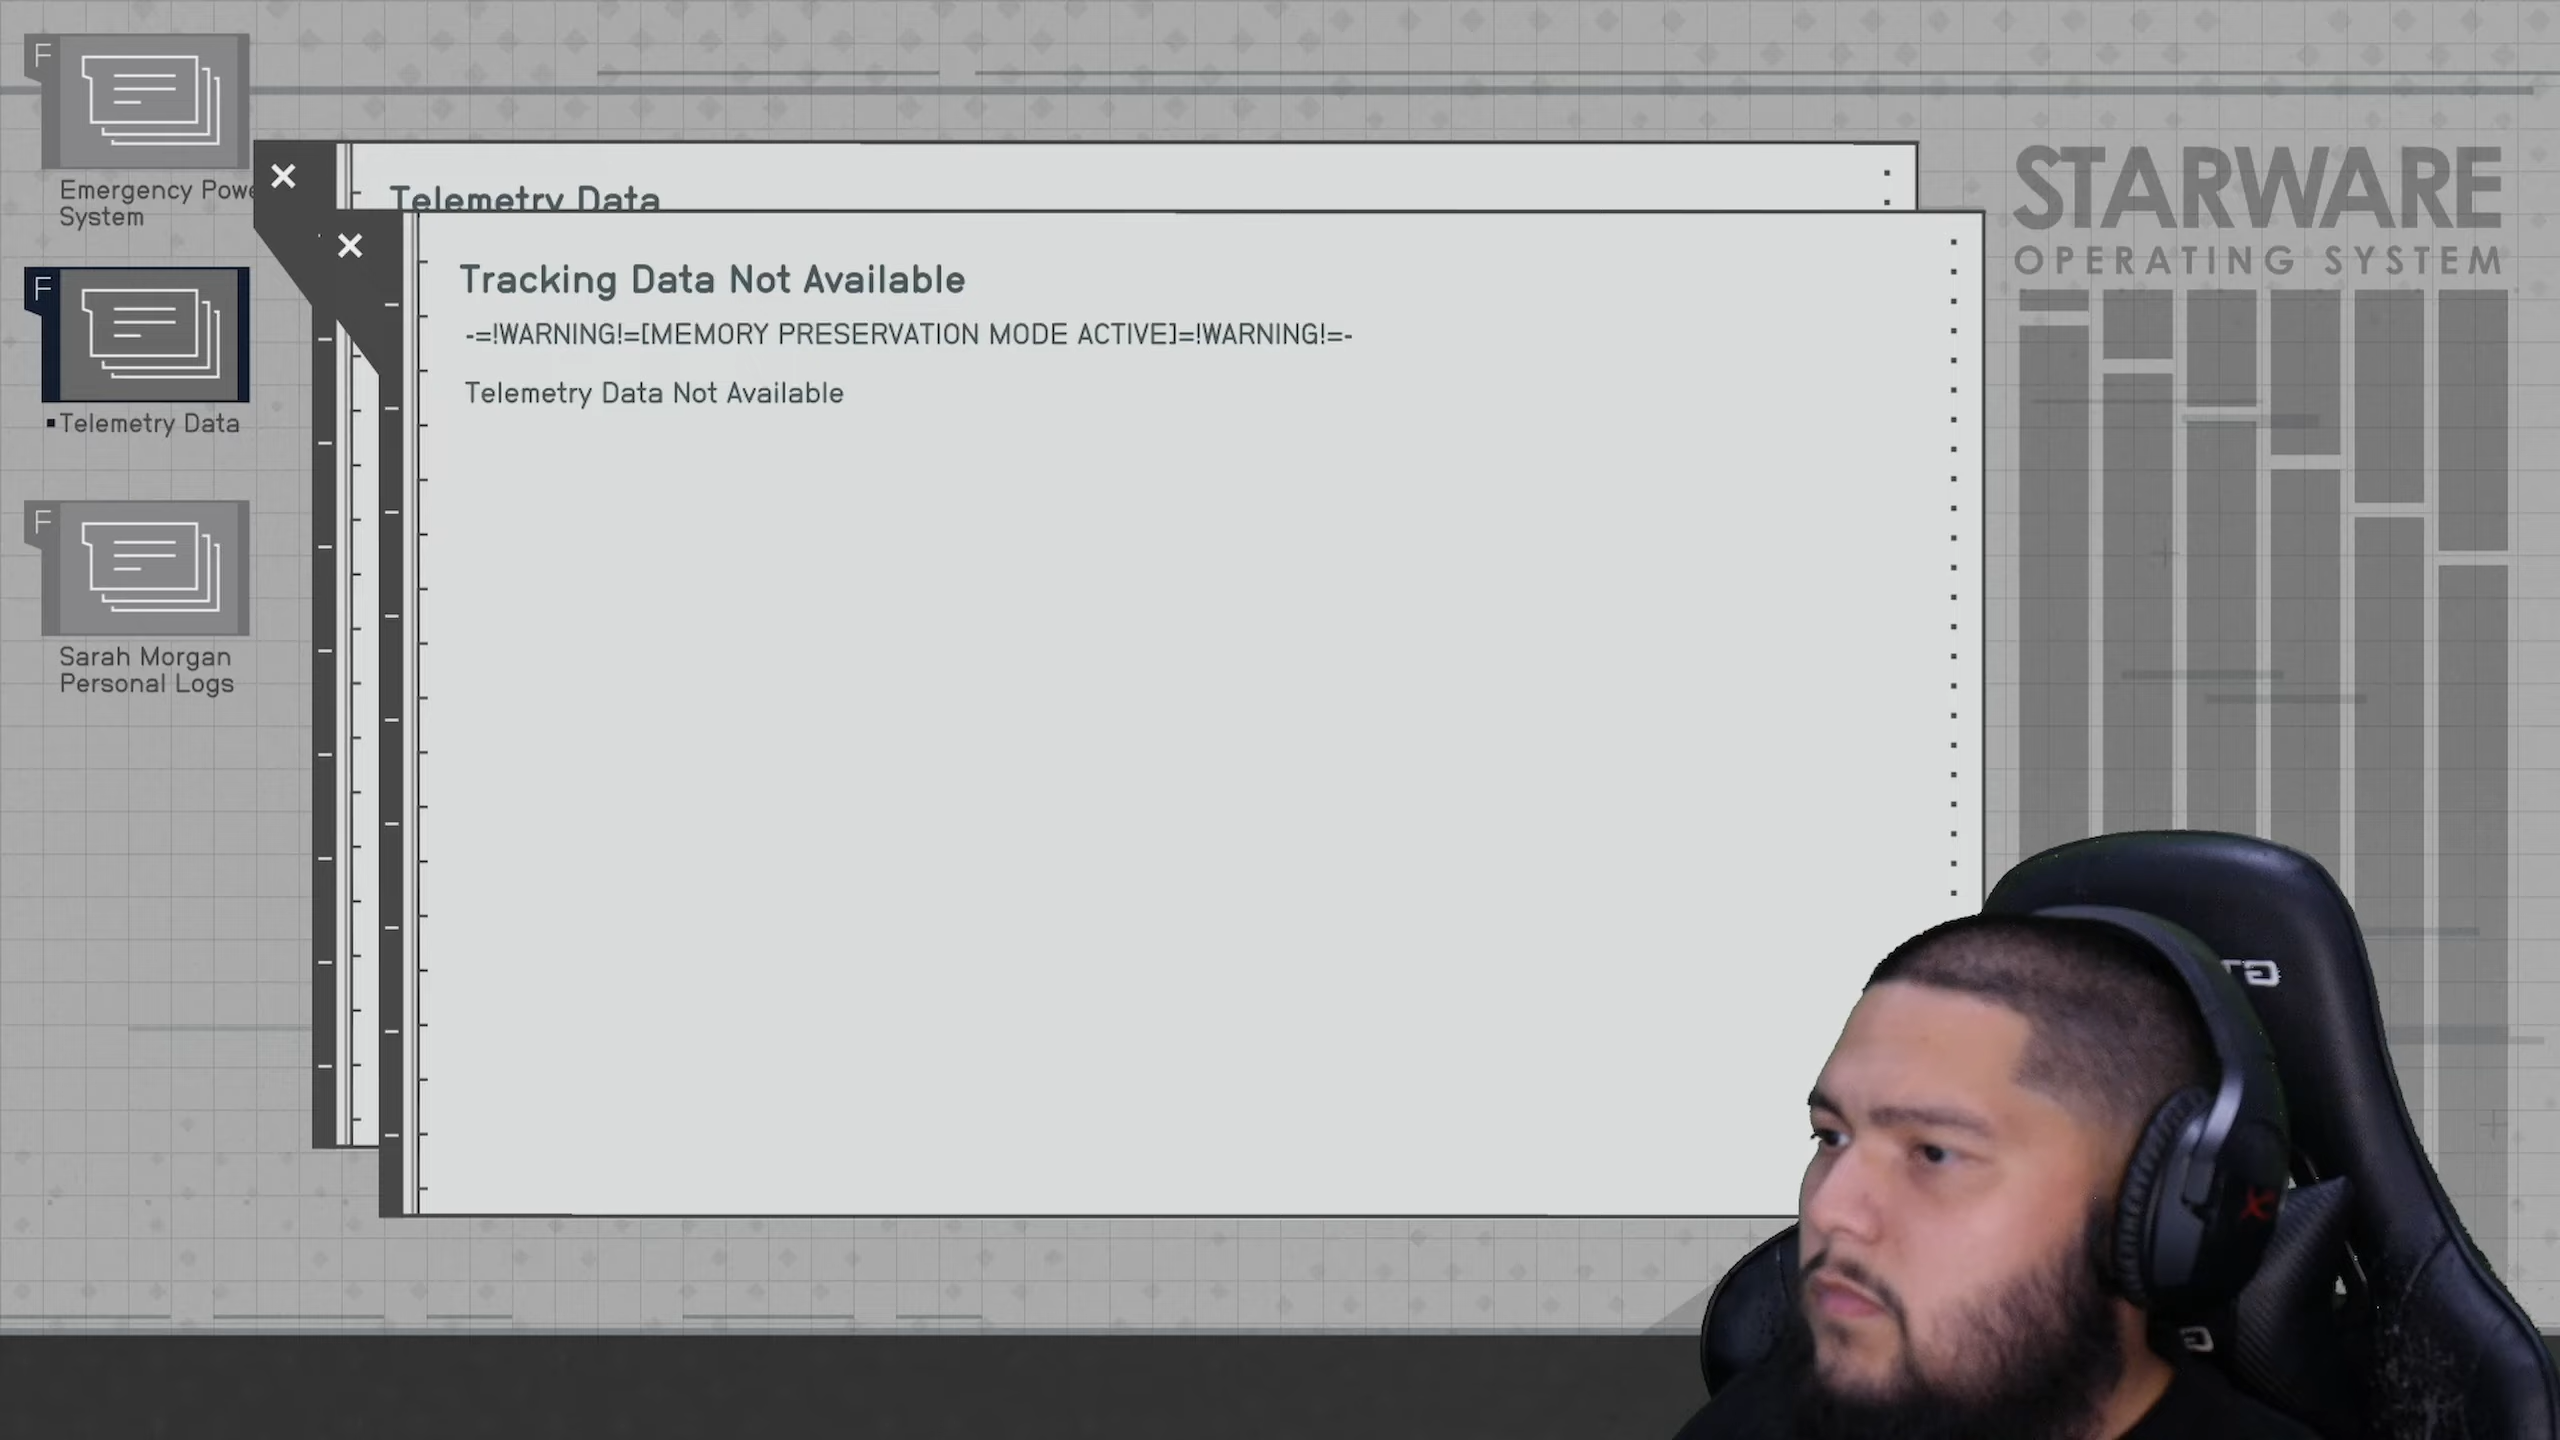 F
Emergency Powe
System
F
Telemetry Data
F
Sarah Morgan
Personal Logs
Telemetry Data
Tracking Data Not Available
-=!WARNING!=[MEMORY PRESERVATION MODE ACTIVE]=!WARNING!=-
Telemetry Data Not Available
STARWARE
OPERATING SYSTEM